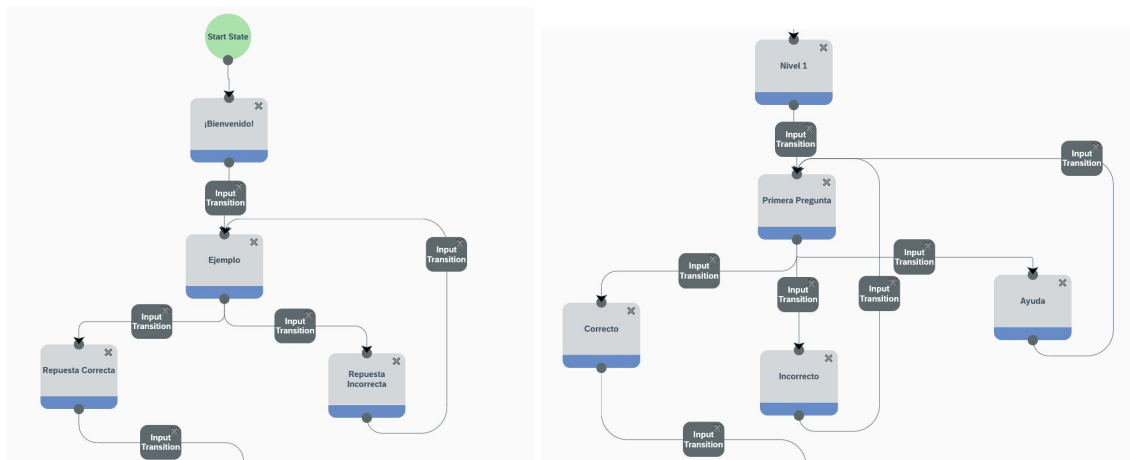 Start State
¡Bienvenido!
Input
Transition
Ejemplo
Input
Transition
Input
Transition
Input
Transition
Repuesta Correcta
Repuesta
Incorrecta
Input
Transition
Nivel 1
Input
Transition
Input
Transition
Primera Pregunta
Input
Transition
Input
Transition
Input
Transition
Input
Transition
Ayuda
Correcto
Incorrecto
Input
Transition